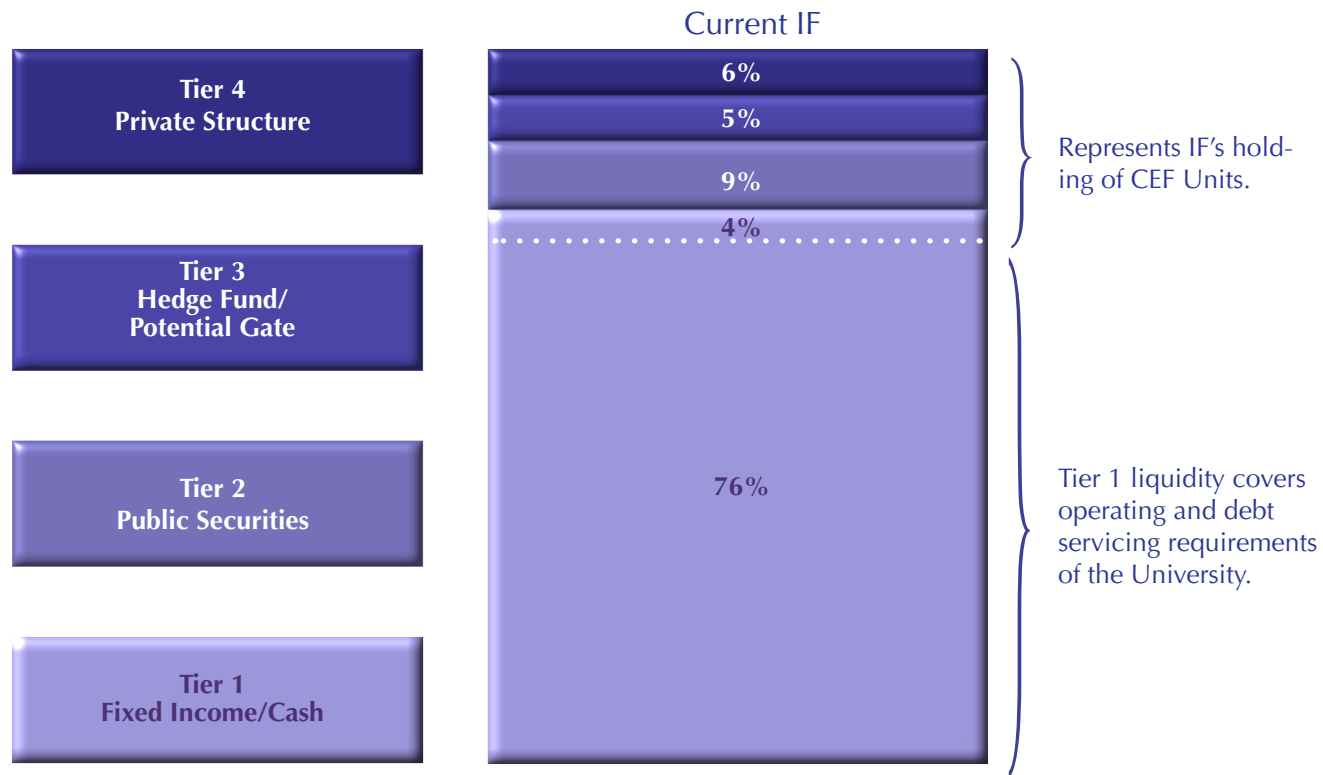 Current IF
Tier 4
Private Structure
Tier 3
Hedge Fund/
Potential Gate
Tier 2
Public Securities
Tier 1
Fixed Income/Cash
6%
5%
9%
4%
76%
Represents IF's hold-
ing of CEF Units.
Tier 1 liquidity covers
operating and debt
servicing requirements
of the University.